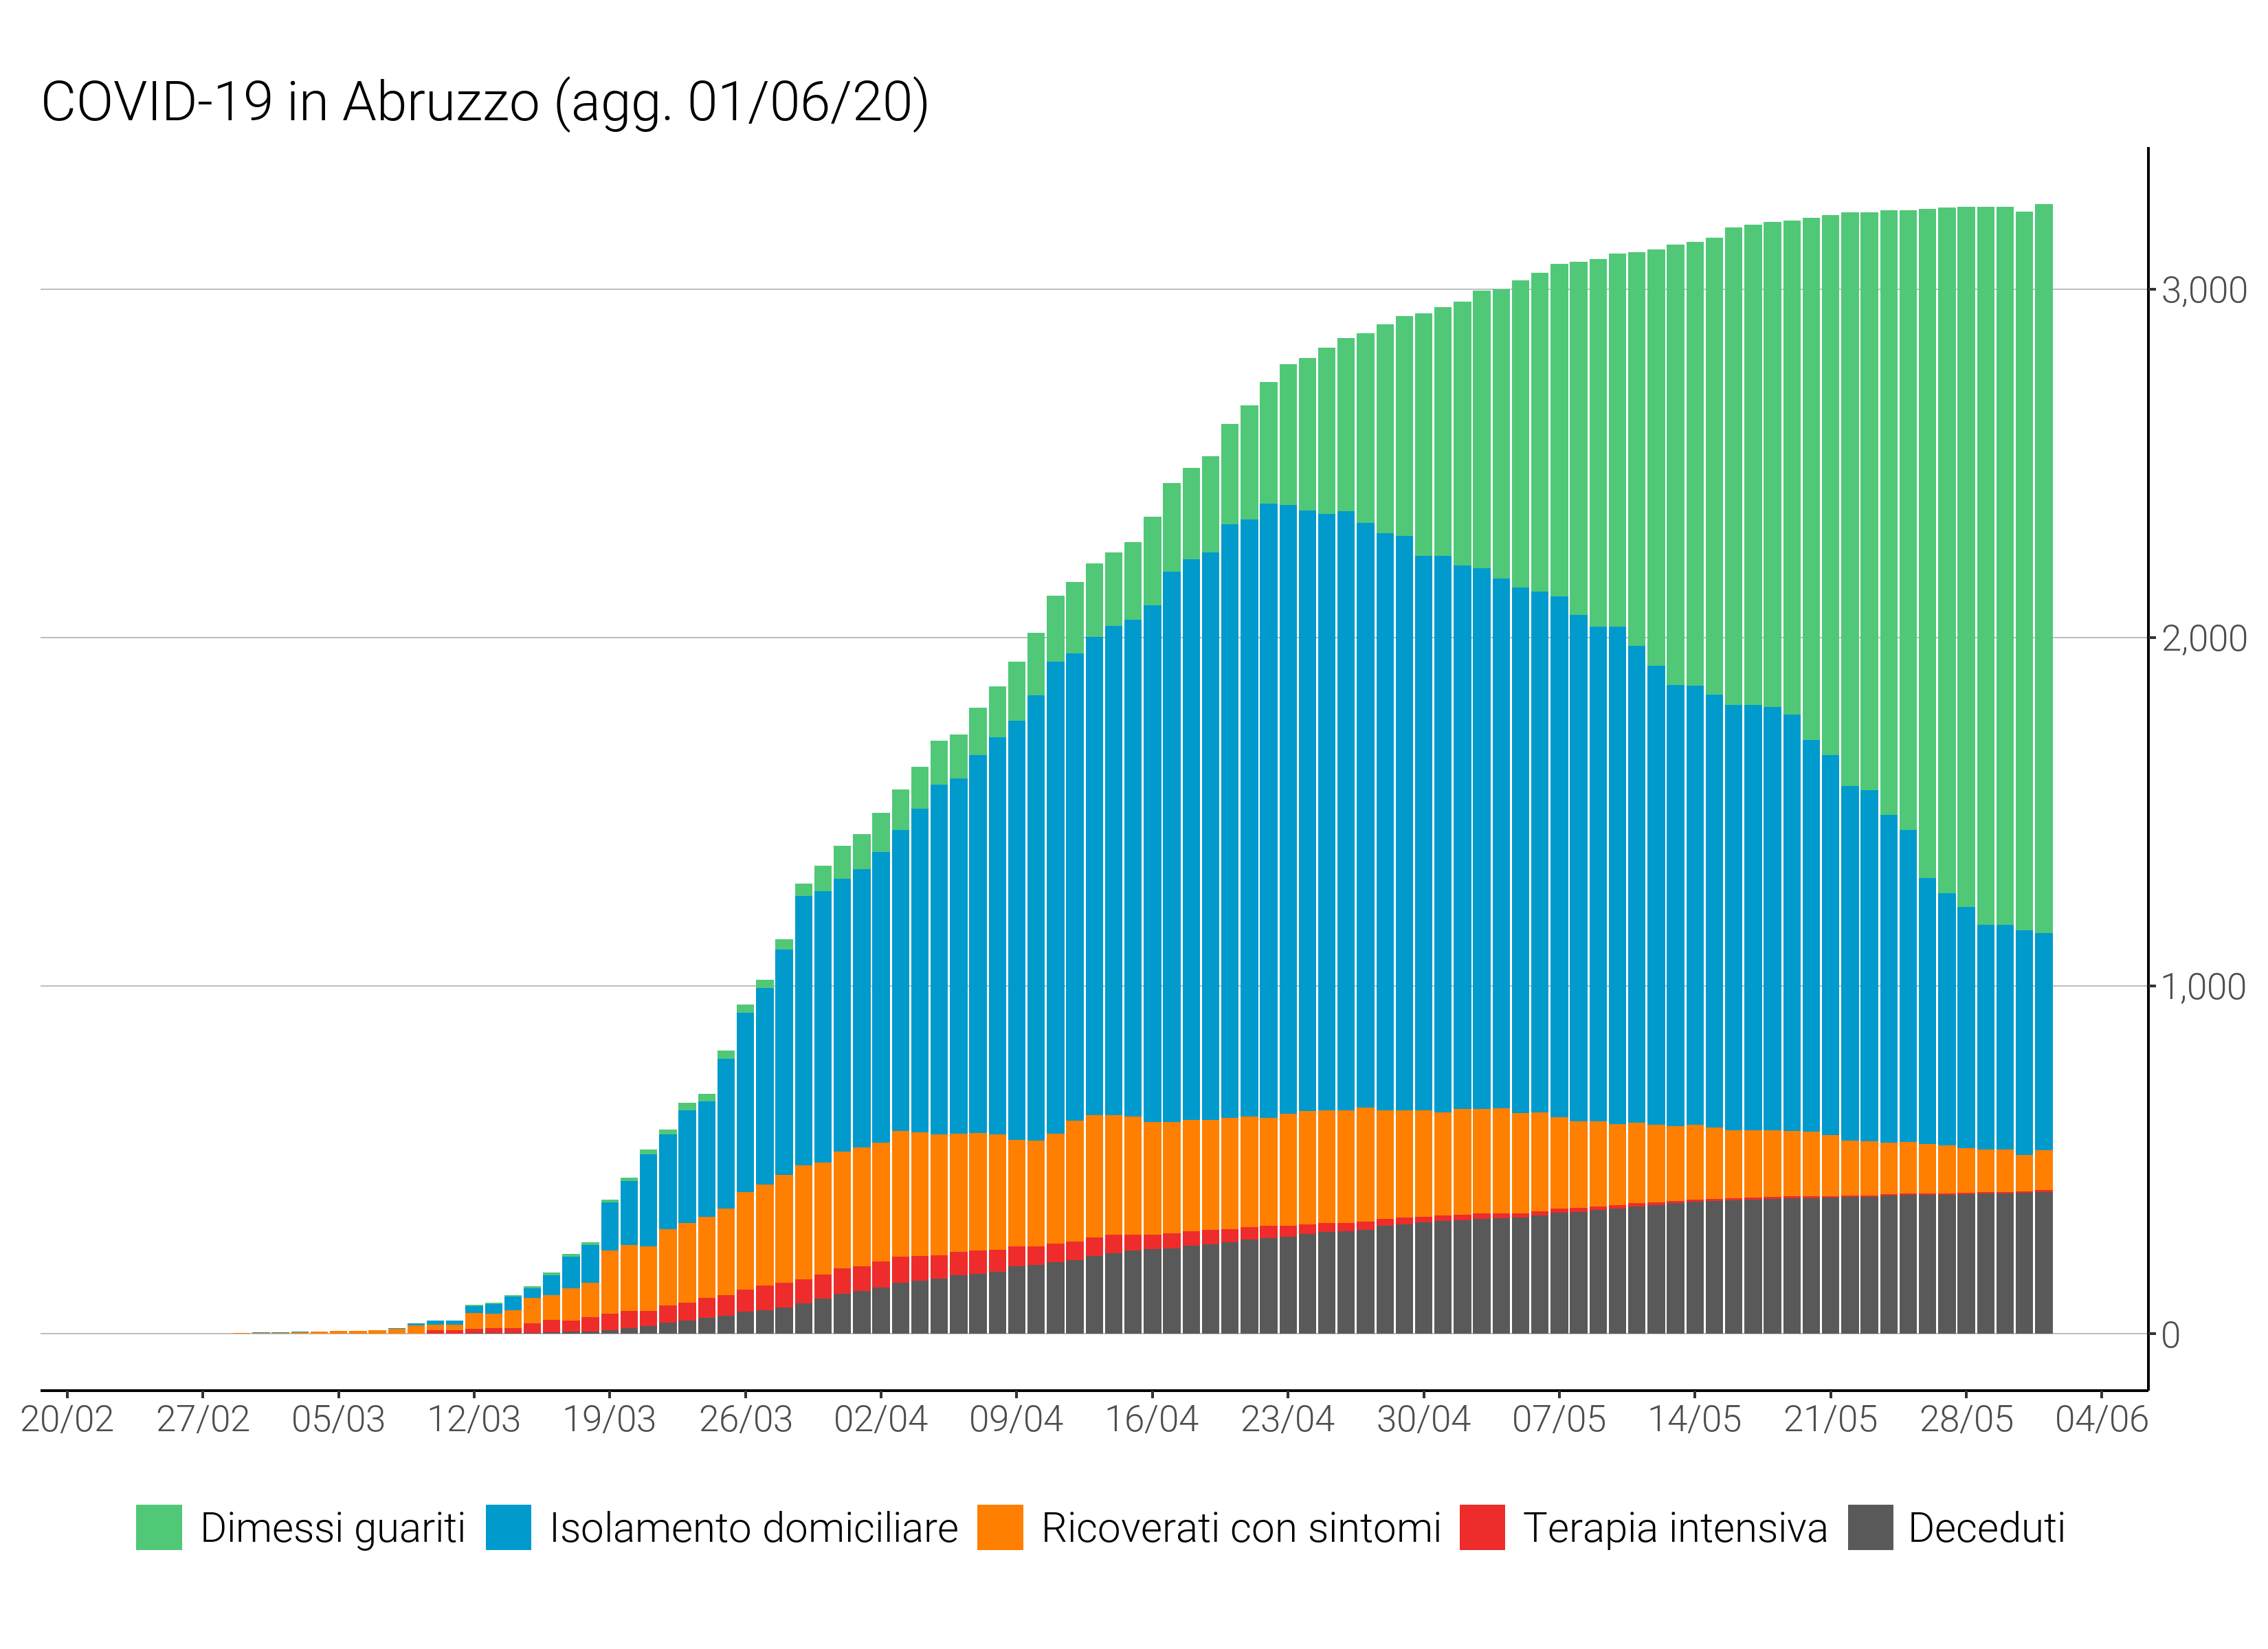 COVID-19 in Abruzzo (agg. 01/06/20)
3,000
2,000
1,000
0
20/02 27/02 05/03 12/03 19/03 26/03 02/04 09/04 16/04 23/04 30/04 07/05 14/05 21/05 28/05 04/06
Dimessi guariti Isolamento domiciliare Ricoverati con sintomi Terapia intensiva Deceduti